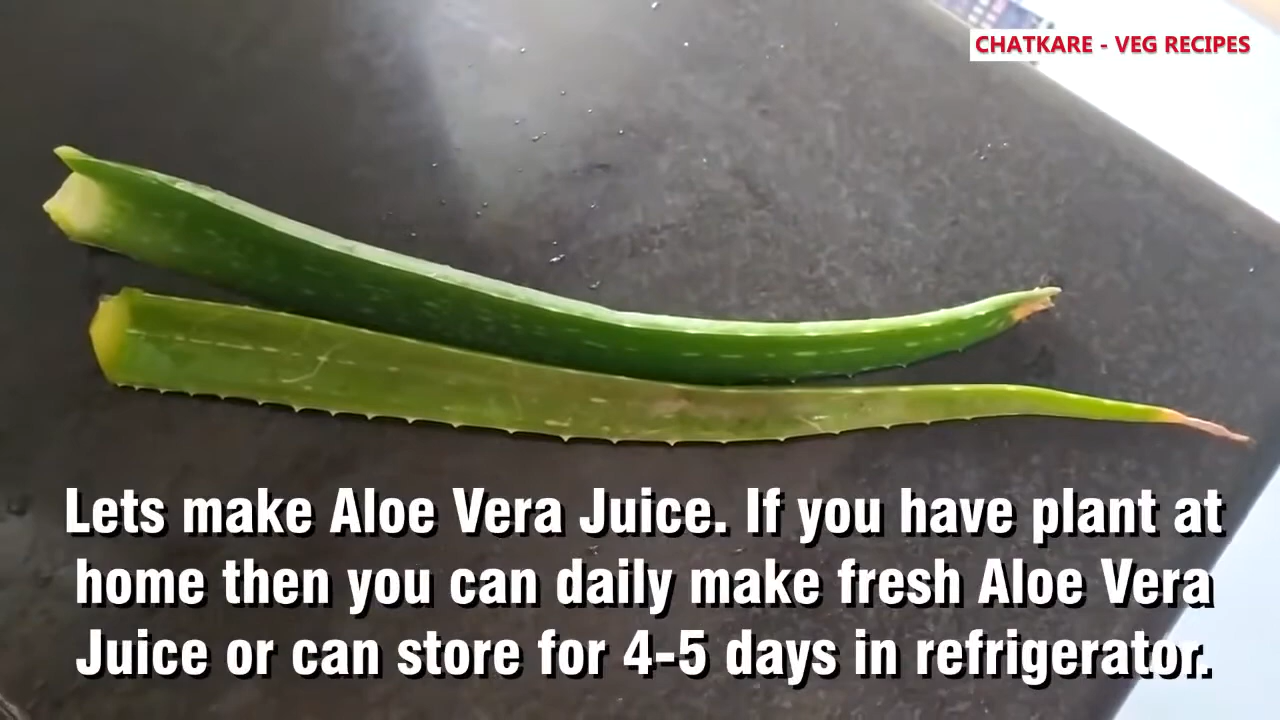 CHATKARE - VEG RECIPES
Lets make Aloe Vera Juice. If you have plant at
home then you can daily make fresh Aloe Vera
Juice or can store for 4-5 days in refrigerator.